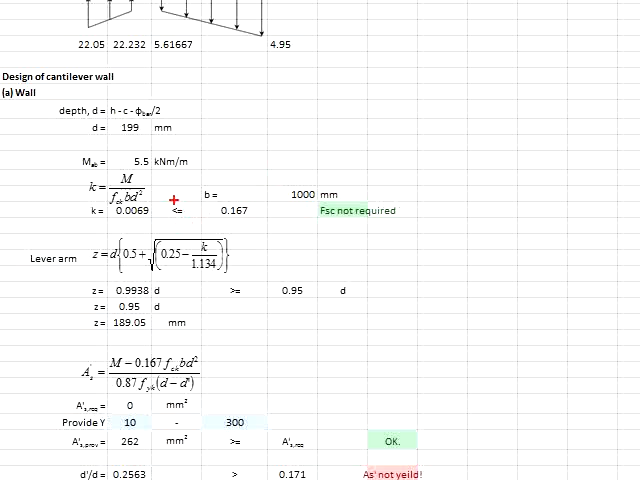 22.05 22.232 5.61667 4.95
Design of cantilever wall
(a) Wall
depth, d = h - c - ϕbar/2
d = 199 mm
Mab = 5.5 kNm/m
k = M / fck bd²
b = 1000 mm
k = 0.0069 <= 0.167 Fsc not required
Lever arm z = d{0.5 + √(0.25 − k/1.134)}
z = 0.9938 d >= 0.95 d
z = 0.95 d
z = 189.05 mm
A's = M − 0.167 fck bd² / 0.87 fyk (d − d')
A's,req = 0 mm²
Provide Y 10 - 300
A's,prov = 262 mm² >= A's,req OK.
d'/d = 0.2563 > 0.171 As' not yeild!